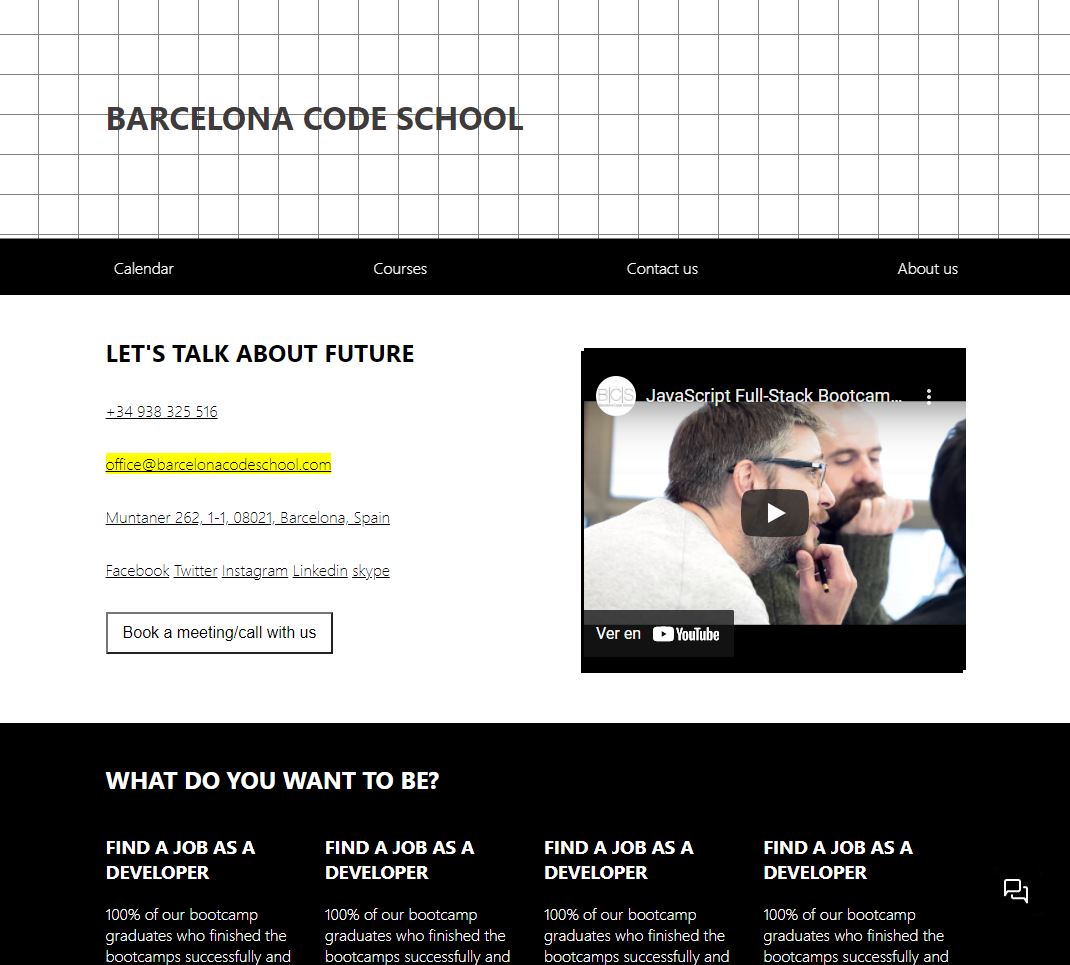 BARCELONA CODE SCHOOL
Calendar Courses Contact us About us
LET'S TALK ABOUT FUTURE
+34 938 325 516
office@barcelonacodeschool.com
Muntaner 262, 1-1, 08021, Barcelona, Spain
Facebook Twitter Instagram Linkedin skype
Book a meeting/call with us
BCS JavaScript Full-Stack Bootcam...
Ver en YouTube
WHAT DO YOU WANT TO BE?
FIND A JOB AS A
DEVELOPER
100% of our bootcamp
graduates who finished the
bootcamps successfully and
FIND A JOB AS A
DEVELOPER
100% of our bootcamp
graduates who finished the
bootcamps successfully and
FIND A JOB AS A
DEVELOPER
100% of our bootcamp
graduates who finished the
bootcamps successfully and
FIND A JOB AS A
DEVELOPER
100% of our bootcamp
graduates who finished the
bootcamps successfully and